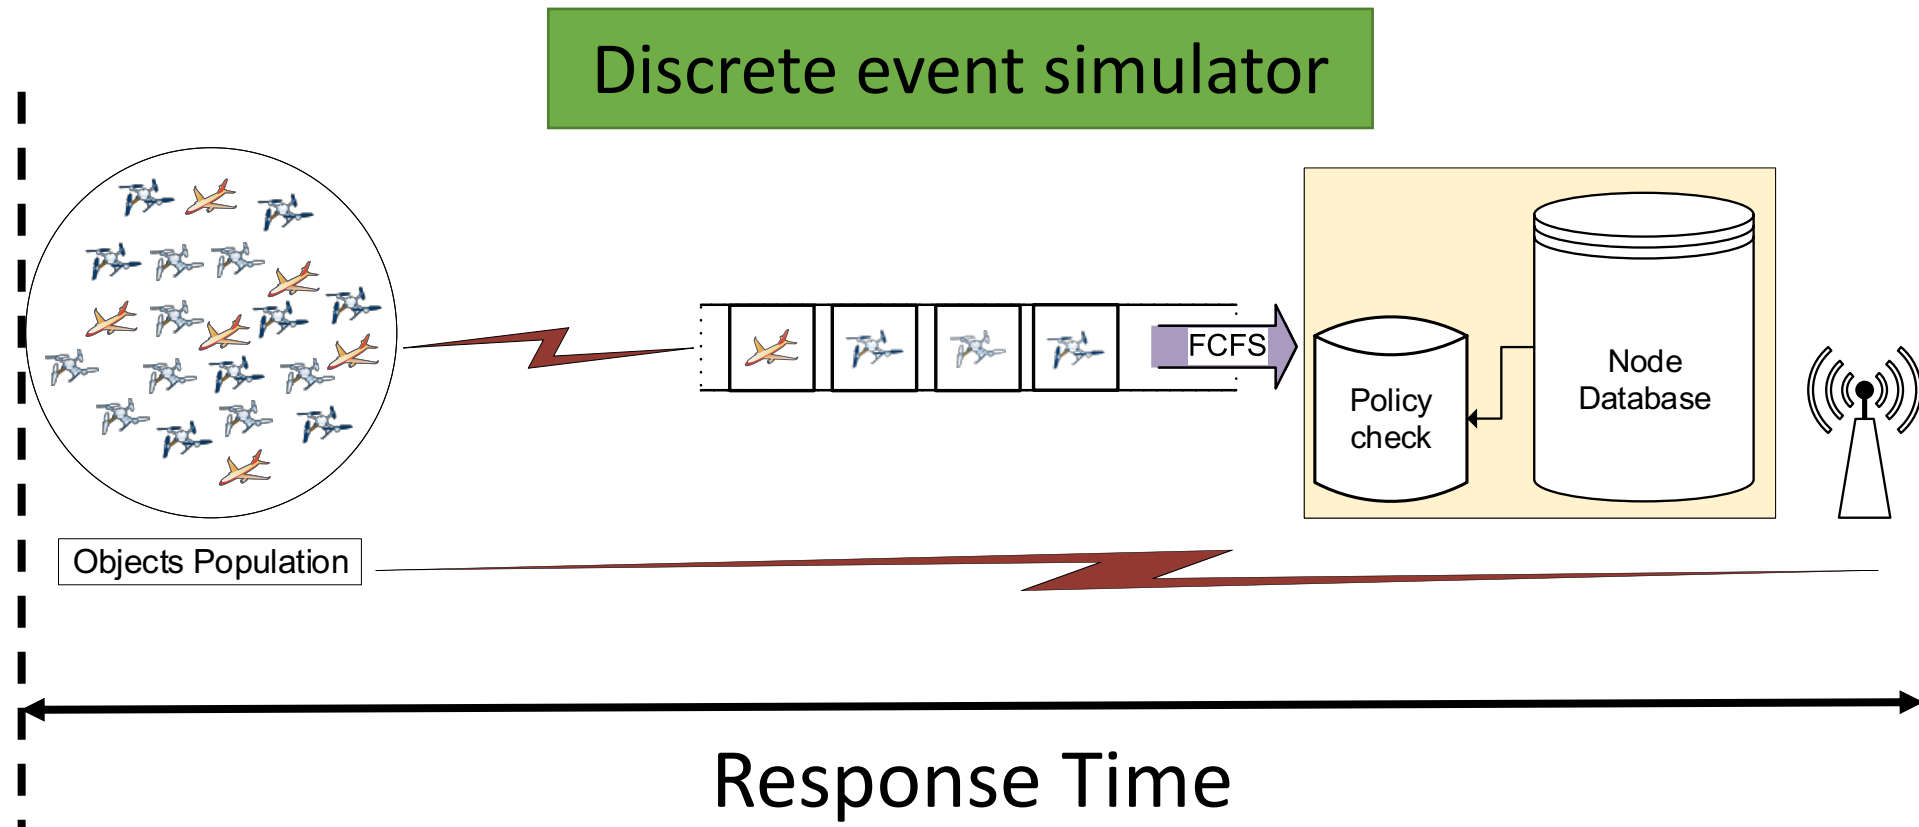 Discrete event simulator
FCFS
Policy
check
Node
Database
Objects Population
Response Time